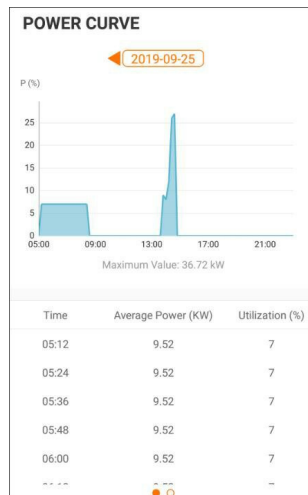 POWER CURVE
2019-09-25
P (%)
25
20
15
10
5
0
05:00 09:00 13:00 17:00 21:00
Maximum Value: 36.72 kW
Time Average Power (KW) Utilization (%)
05:12 9.52 7
05:24 9.52 7
05:36 9.52 7
05:48 9.52 7
06:00 9.52 7